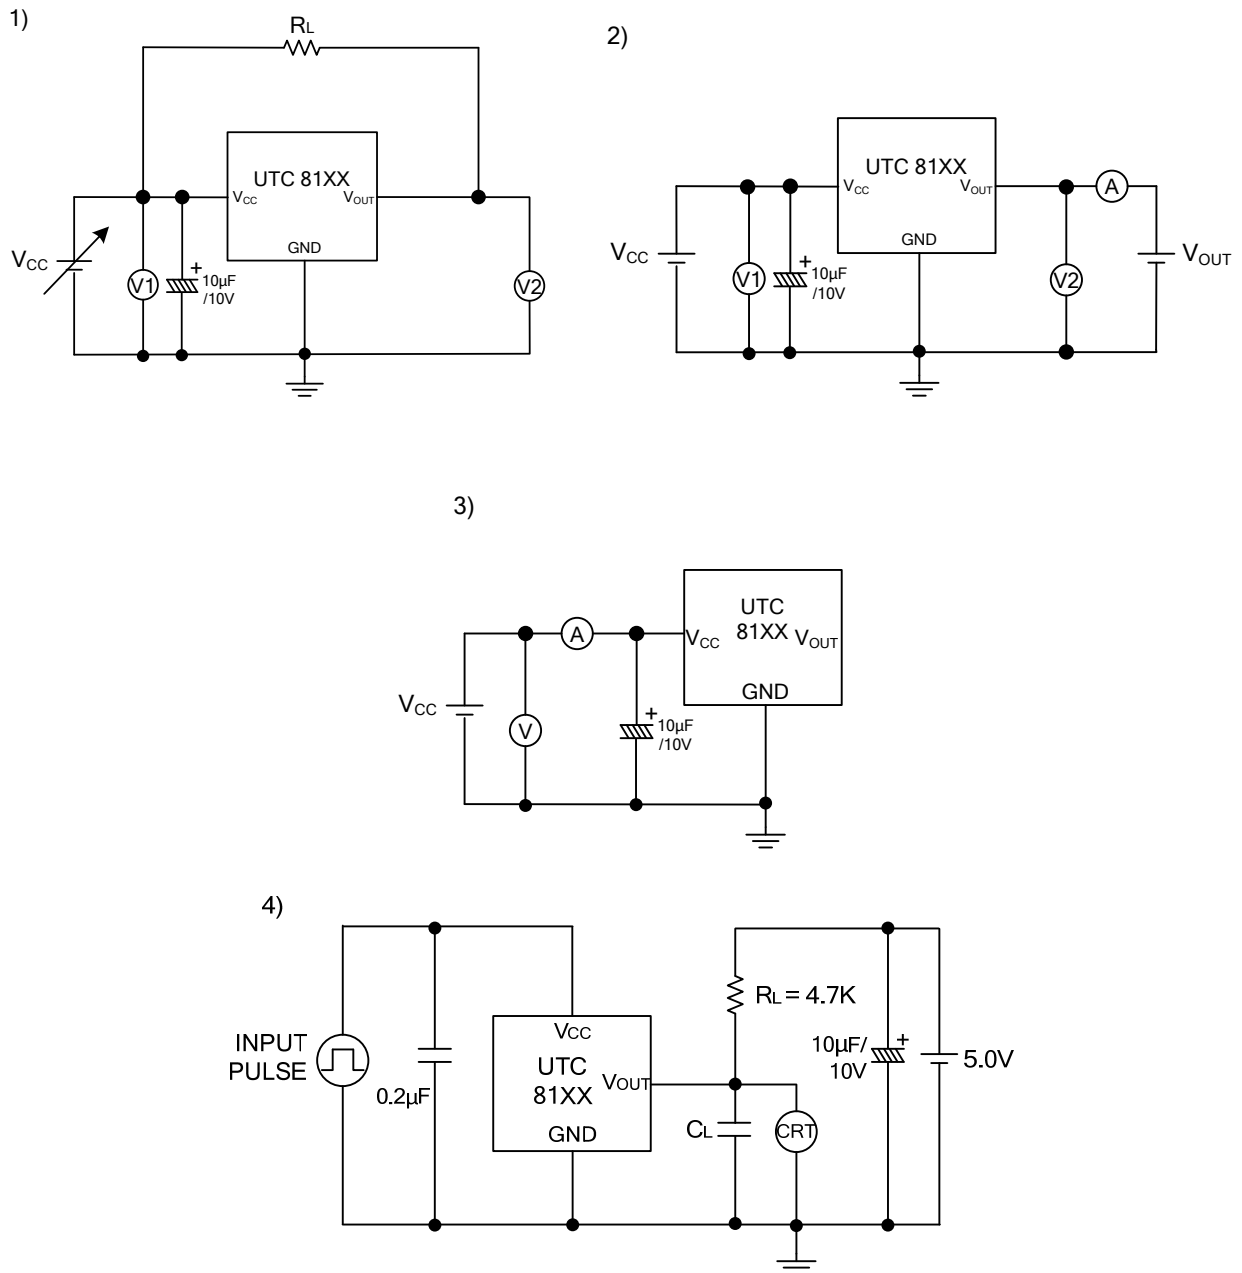 1)
RL
UTC 81XX
VCC
VOUT
GND
VCC
V1
+
10μF
/10V
V2
2)
UTC 81XX
VCC
VOUT
GND
A
VCC
V1
+
10μF
/10V
V2
VOUT
3)
UTC
81XX
VCC
VOUT
GND
A
VCC
V
+
10μF
/10V
4)
INPUT
PULSE
0.2μF
VCC
UTC
81XX
VOUT
GND
RL = 4.7K
CL
CRT
10μF/
10V
+
5.0V